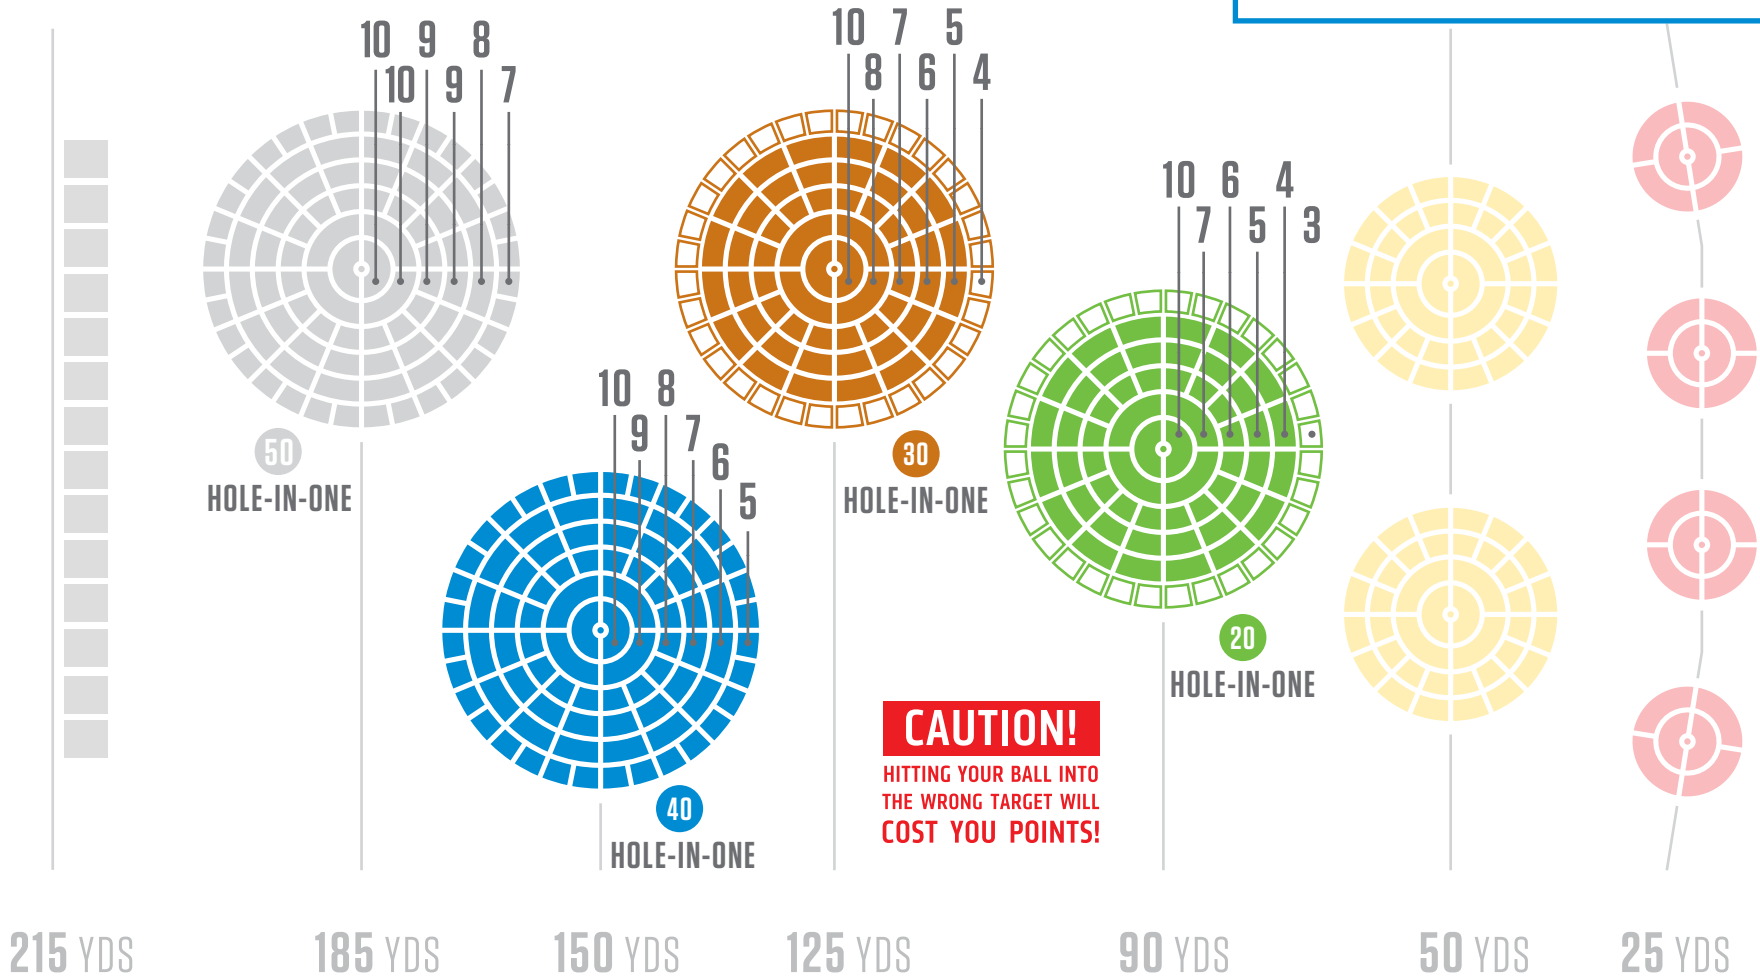 10 9 8
10 9 7
10 7 5
8 6 4
10 6 4
7 5 3
50
HOLE-IN-ONE
30
HOLE-IN-ONE
10 8
9 7
6
5
20
HOLE-IN-ONE
CAUTION!
HITTING YOUR BALL INTO
THE WRONG TARGET WILL
COST YOU POINTS!
40
HOLE-IN-ONE
215 YDS
185 YDS
150 YDS
125 YDS
90 YDS
50 YDS
25 YDS